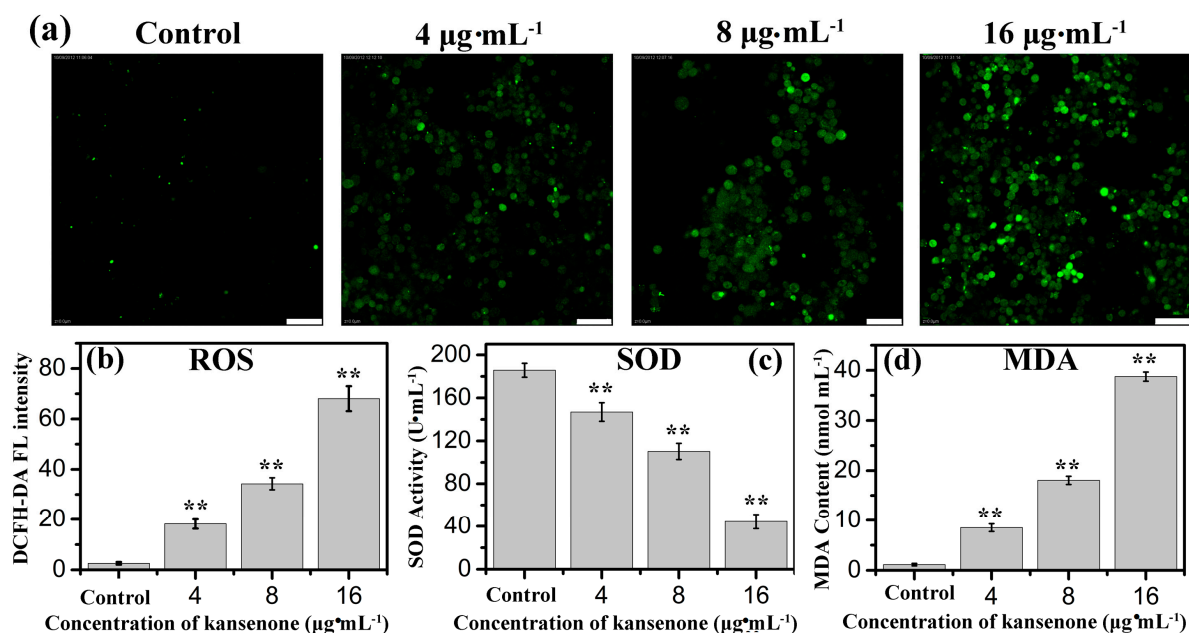 (a) Control 4 μg·mL⁻¹ 8 μg·mL⁻¹ 16 μg·mL⁻¹
(b) ROS
DCFH-DA FL intensity
80
60
40
20
0
** ** **
Control 4 8 16
Concentration of kansenone (μg·mL⁻¹)
SOD (c)
SOD Activity (U·mL⁻¹)
200
160
120
80
40
0
** ** **
Control 4 8 16
Concentration of kansenone (μg·mL⁻¹)
(d) MDA
MDA Content (nmol mL⁻¹)
40
30
20
10
0
** ** **
Control 4 8 16
Concentration of kansenone (μg·mL⁻¹)